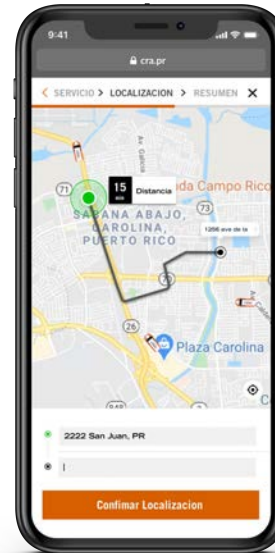 9:41
cra.pr
SERVICIO > LOCALIZACION > RESUMEN X
Av. Galicia
15 min Distancia
71
da Campo Rico
73
SABANA ABAJO,
CAROLINA,
PUERTO RICO
1256 ave de la
26
Plaza Carolina
2222 San Juan, PR
Confimar Localizacion